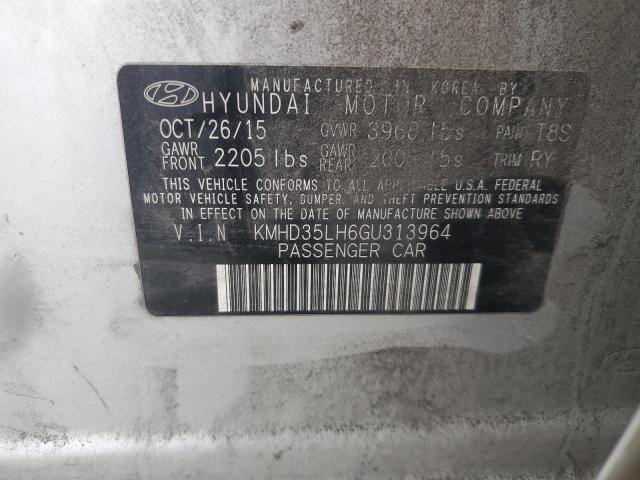 MANUFACTURED IN KOREA BY
HYUNDAI MOTOR COMPANY
OCT/26/15 GVWR 3968 lbs PAINT T8S
GAWR FRONT 2205 lbs GAWR REAR lbs TRIM RY
THIS VEHICLE CONFORMS TO ALL APPLICABLE U.S.A. FEDERAL
MOTOR VEHICLE SAFETY, BUMPER, AND THEFT PREVENTION STANDARDS
IN EFFECT ON THE DATE OF MANUFACTURE SHOWN ABOVE
V.I.N KMHD35LH6GU313964
PASSENGER CAR